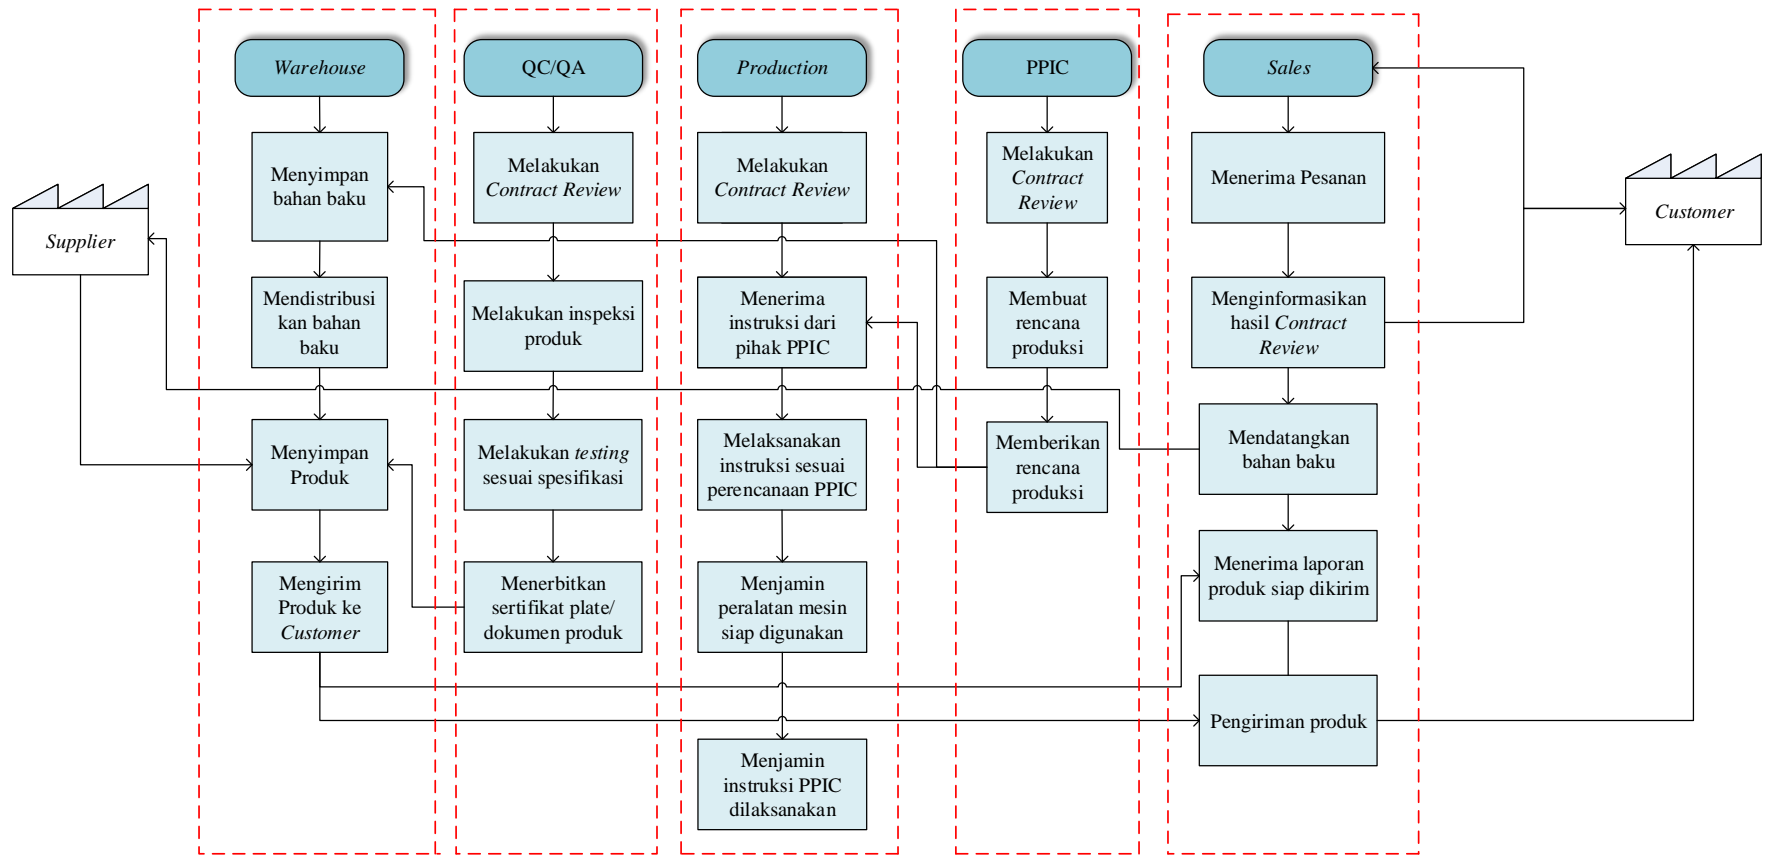 Supplier
Warehouse
Menyimpan
bahan baku
Mendistribusi
kan bahan
baku
Menyimpan
Produk
Mengirim
Produk ke
Customer
QC/QA
Melakukan
Contract Review
Melakukan inspeksi
produk
Melakukan testing
sesuai spesifikasi
Menerbitkan
sertifikat plate/
dokumen produk
Production
Melakukan
Contract Review
Menerima
instruksi dari
pihak PPIC
Melaksanakan
instruksi sesuai
perencanaan PPIC
Menjamin
peralatan mesin
siap digunakan
Menjamin
instruksi PPIC
dilaksanakan
PPIC
Melakukan
Contract
Review
Membuat
rencana
produksi
Memberikan
rencana
produksi
Sales
Menerima Pesanan
Menginformasikan
hasil Contract
Review
Mendatangkan
bahan baku
Menerima laporan
produk siap dikirim
Pengiriman produk
Customer